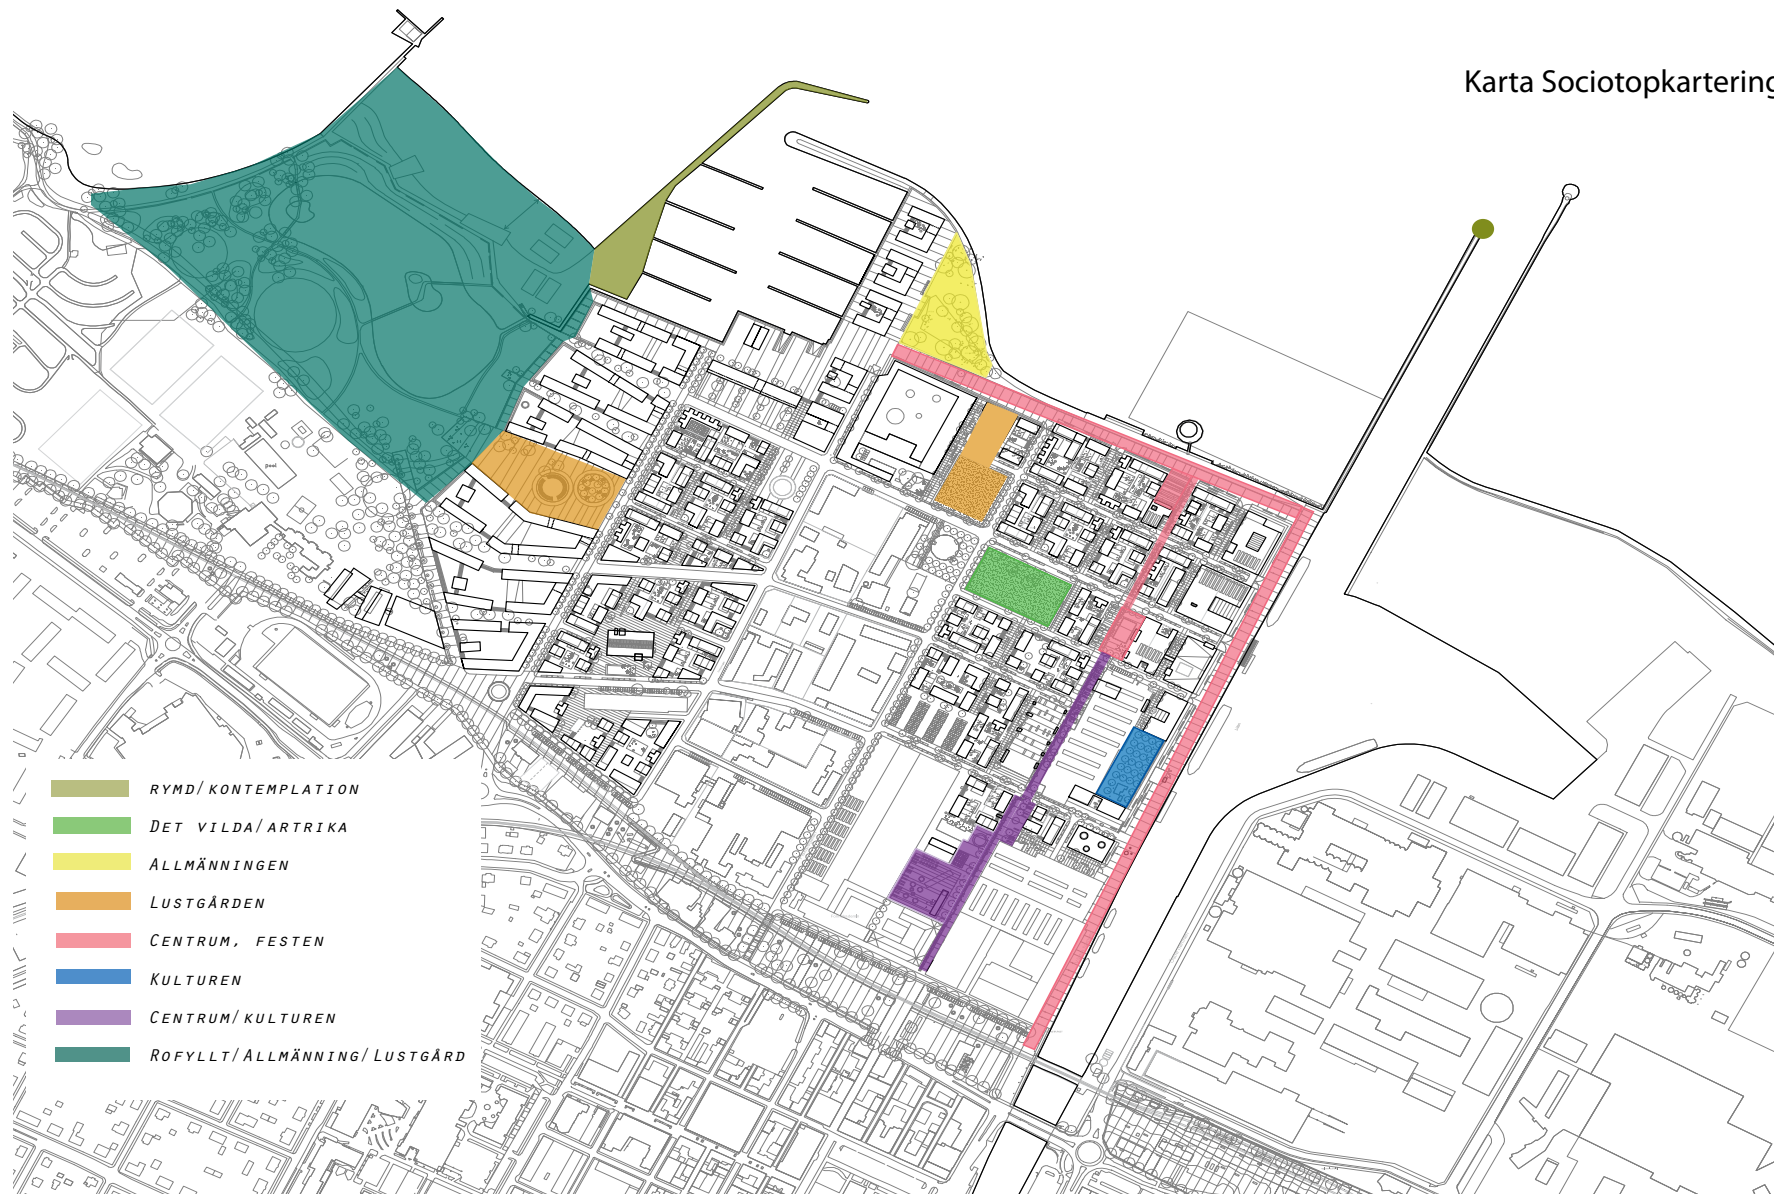 Karta Sociotopkartering
RYMD/KONTEMPLATION
DET VILDA/ARTRIKA
ALLMÄNNINGEN
LUSTGÅRDEN
CENTRUM, FESTEN
KULTUREN
CENTRUM/KULTUREN
ROFYLLT/ALLMÄNNING/LUSTGÅRD